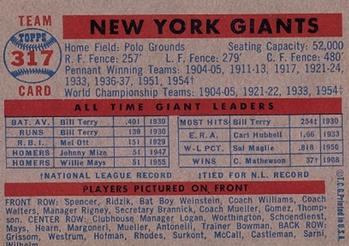 TEAM
TOPPS
317
CARD
NEW YORK GIANTS
Home Field: Polo Grounds Seating Capacity: 52,000
R. F. Fence: 257' L. F. Fence: 279' C. F. Fence: 480'
Pennant Winning Teams: 1904-05, 1911-13, 1917, 1921-24,
1933, 1936-37, 1951, 1954†
World Championship Teams: 1904-05, 1921-22, 1933, 1954‡
ALL TIME GIANT LEADERS
BAT. AV. Bill Terry .401 1930
RUNS Bill Terry 139 1930
R.B.I. Mel Ott †151 1929
HOMERS Johnny Mize 51 1947
HOMERS Willie Mays 51 1955
MOST HITS Bill Terry 254‡ 1930
E.R.A. Carl Hubbell 1.66 1933
W-L PCT. Sal Maglie .818 1950
WINS C. Mathewson 37† 1908
†NATIONAL LEAGUE RECORD ‡TIED FOR N.L. RECORD
PLAYERS PICTURED ON FRONT
FRONT ROW: Spencer, Ridzik, Bat Boy Weinstein, Coach Williams, Coach
Walters, Manager Rigney, Secretary Brannick, Coach Mueller, Gomez, Thompson. CENTER ROW: Clubhouse Manager Logan, Worthington, Schoendienst,
Mays, Hearn, Margoneri, Mueller, Antonelli, Trainer Bowman. BACK ROW:
Grissom, Westrum, Hofman, Rhodes, Surkont, McCall, Castleman, Littlefield,
Wilhelm.
©T.C.G. Printed in U.S.A.